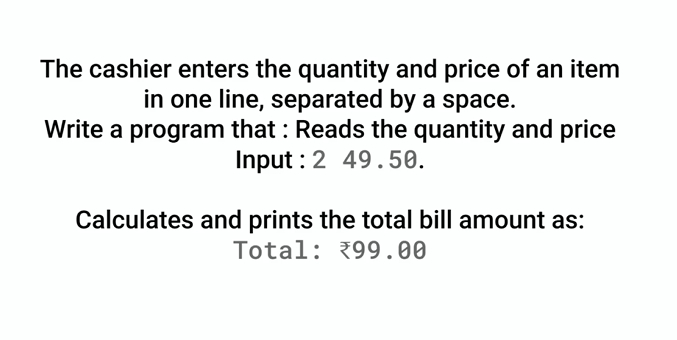 The cashier enters the quantity and price of an item
in one line, separated by a space.
Write a program that : Reads the quantity and price
Input : 2 49.50.
Calculates and prints the total bill amount as:
Total: ₹99.00